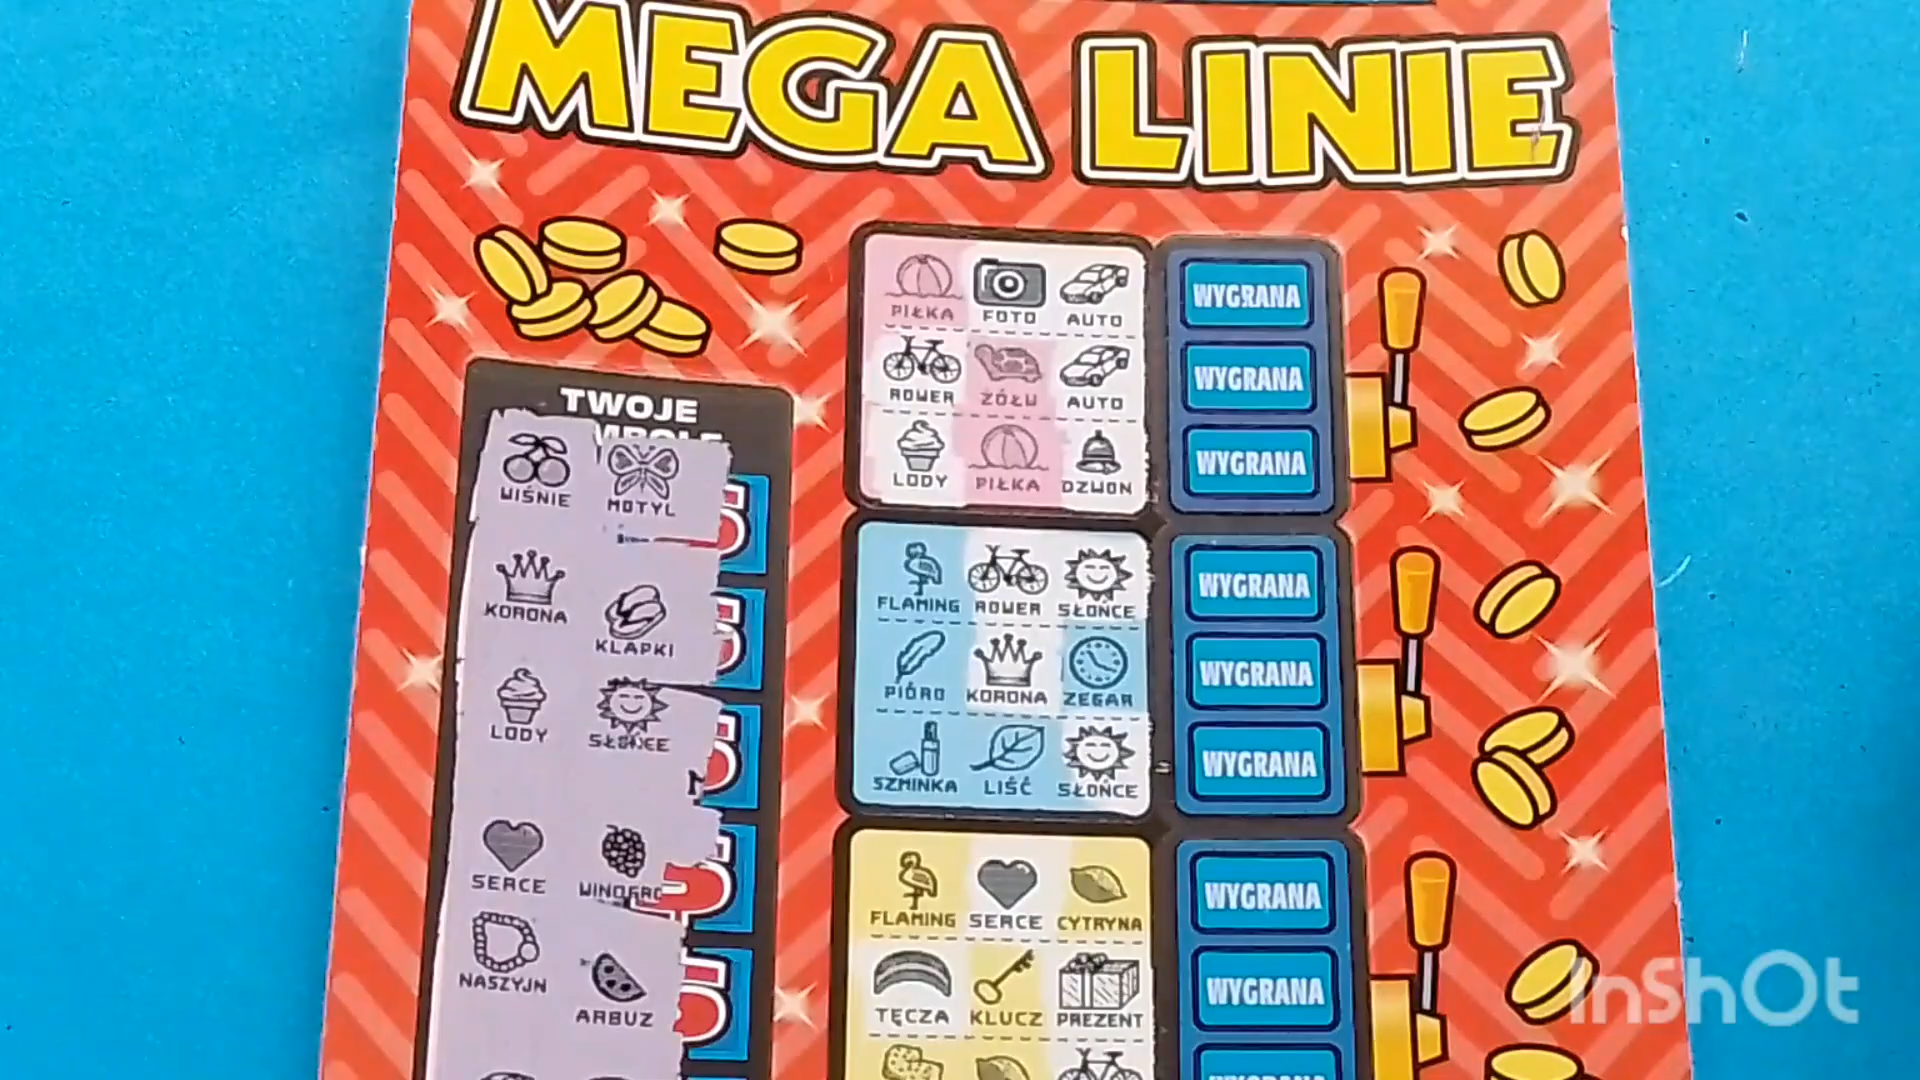 MEGA LINIE
TWOJE
WIŚNIE MOTYL
KORONA KLAPKI
LODY SŁOŃCE
SERCE
NASZYJN ARBUZ
PIŁKA FOTO AUTO
ROWER ŻÓŁW AUTO
LODY PIŁKA DZWON
WYGRANA
WYGRANA
WYGRANA
FLAMING ROWER SŁOŃCE
PIÓRO KORONA ZEGAR
SZMINKA LIŚĆ SŁOŃCE
WYGRANA
WYGRANA
WYGRANA
FLAMING SERCE CYTRYNA
TĘCZA KLUCZ PREZENT
WYGRANA
WYGRANA
WYGRANA
InShOt